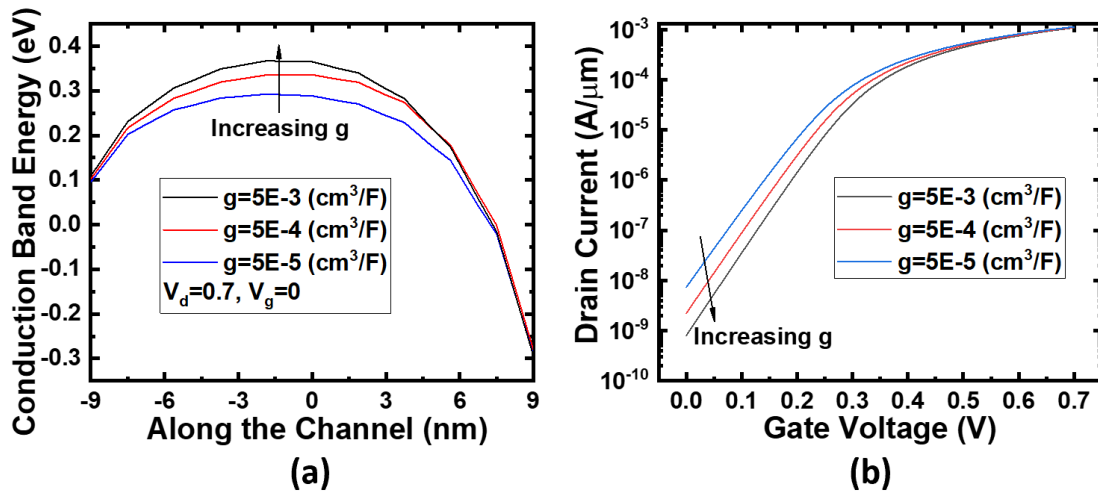 Conduction Band Energy (eV)
0.4
0.3
0.2
0.1
0.0
-0.1
-0.2
-0.3
Increasing g
g=5E-3 (cm³/F)
g=5E-4 (cm³/F)
g=5E-5 (cm³/F)
V_d=0.7, V_g=0
-9 -6 -3 0 3 6 9
Along the Channel (nm)
(a)
Drain Current (A/μm)
10⁻³
10⁻⁴
10⁻⁵
10⁻⁶
10⁻⁷
10⁻⁸
10⁻⁹
10⁻¹⁰
g=5E-3 (cm³/F)
g=5E-4 (cm³/F)
g=5E-5 (cm³/F)
Increasing g
0.0 0.1 0.2 0.3 0.4 0.5 0.6 0.7
Gate Voltage (V)
(b)